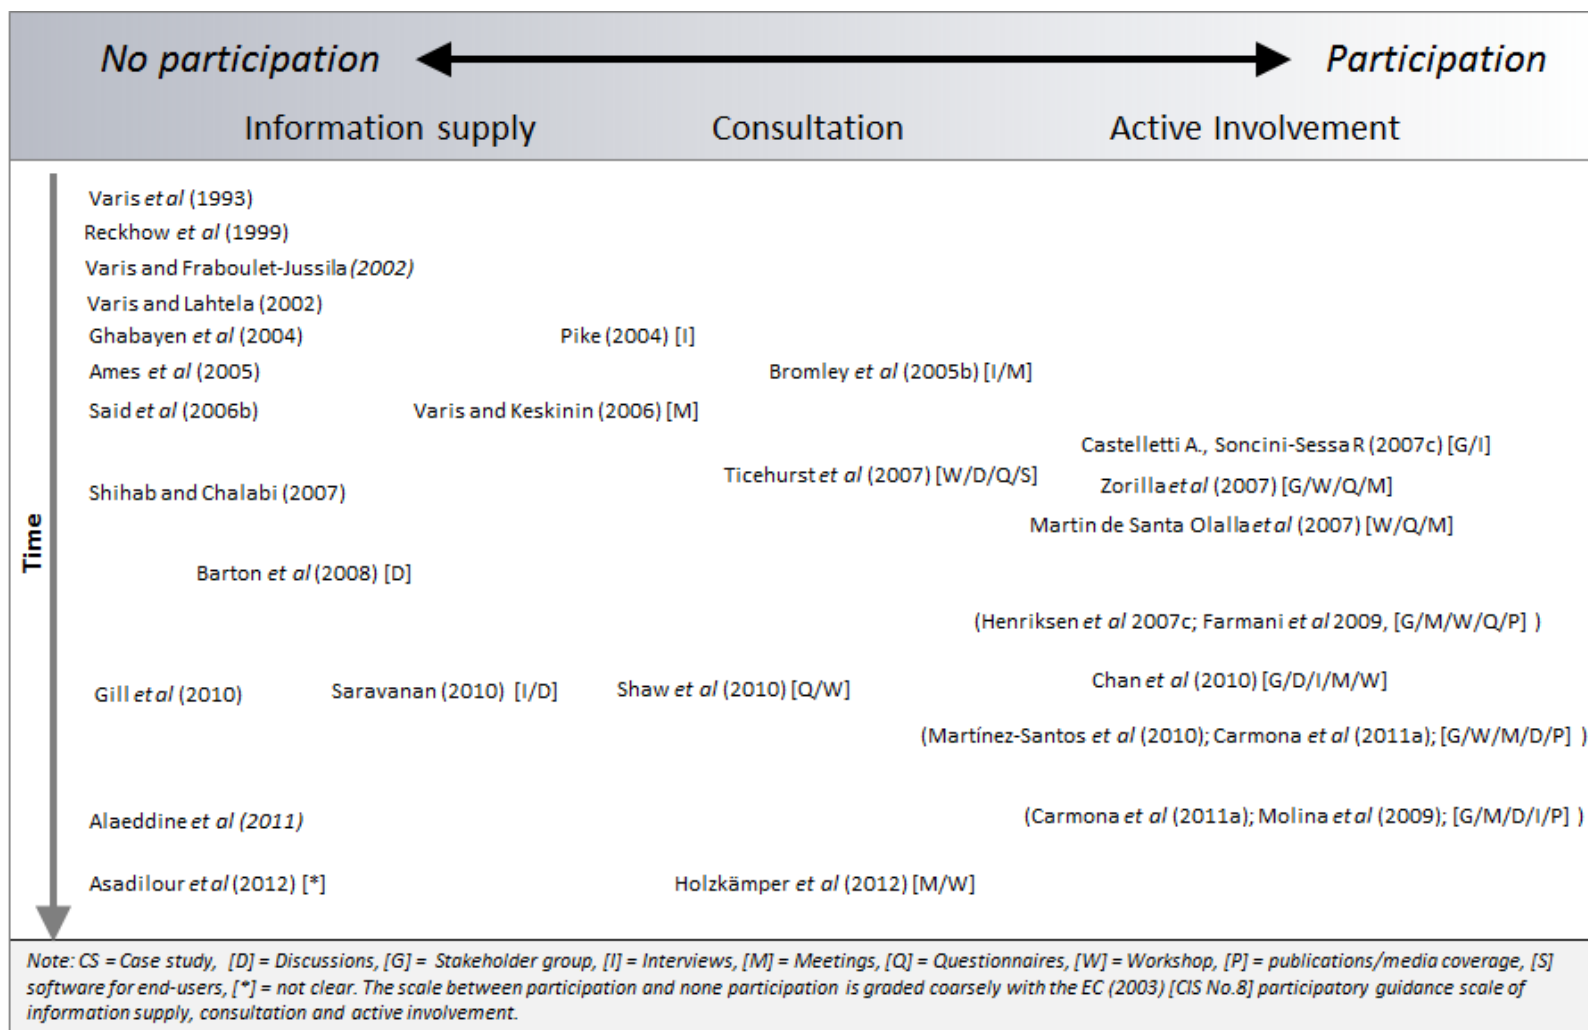 No participation Participation
Information supply Consultation Active Involvement
Time
Varis et al (1993)
Reckhow et al (1999)
Varis and Fraboulet-Jussila (2002)
Varis and Lahtela (2002)
Ghabayen et al (2004) Pike (2004) [I]
Ames et al (2005) Bromley et al (2005b) [I/M]
Said et al (2006b) Varis and Keskinin (2006) [M]
Castelletti A., Soncini-Sessa R (2007c) [G/I]
Ticehurst et al (2007) [W/D/Q/S]
Shihab and Chalabi (2007) Zorilla et al (2007) [G/W/Q/M]
Martin de Santa Olalla et al (2007) [W/Q/M]
Barton et al (2008) [D]
(Henriksen et al 2007c; Farmani et al 2009, [G/M/W/Q/P] )
Gill et al (2010) Saravanan (2010) [I/D] Shaw et al (2010) [Q/W] Chan et al (2010) [G/D/I/M/W]
(Martínez-Santos et al (2010); Carmona et al (2011a); [G/W/M/D/P] )
Alaeddine et al (2011) (Carmona et al (2011a); Molina et al (2009); [G/M/D/I/P] )
Asadilour et al (2012) [*] Holzkämper et al (2012) [M/W]
Note: CS = Case study, [D] = Discussions, [G] = Stakeholder group, [I] = Interviews, [M] = Meetings, [Q] = Questionnaires, [W] = Workshop, [P] = publications/media coverage, [S]
software for end-users, [*] = not clear. The scale between participation and none participation is graded coarsely with the EC (2003) [CIS No.8] participatory guidance scale of
information supply, consultation and active involvement.